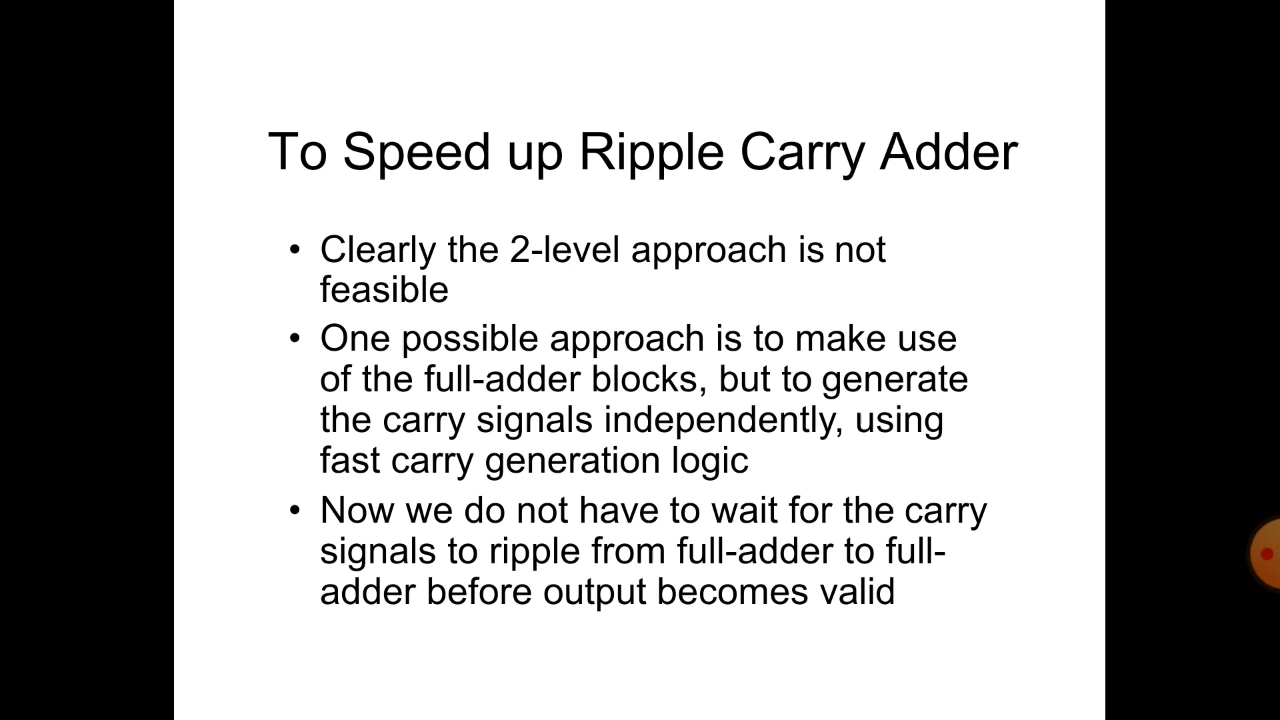 To Speed up Ripple Carry Adder
• Clearly the 2-level approach is not
feasible
• One possible approach is to make use
of the full-adder blocks, but to generate
the carry signals independently, using
fast carry generation logic
• Now we do not have to wait for the carry
signals to ripple from full-adder to full-
adder before output becomes valid